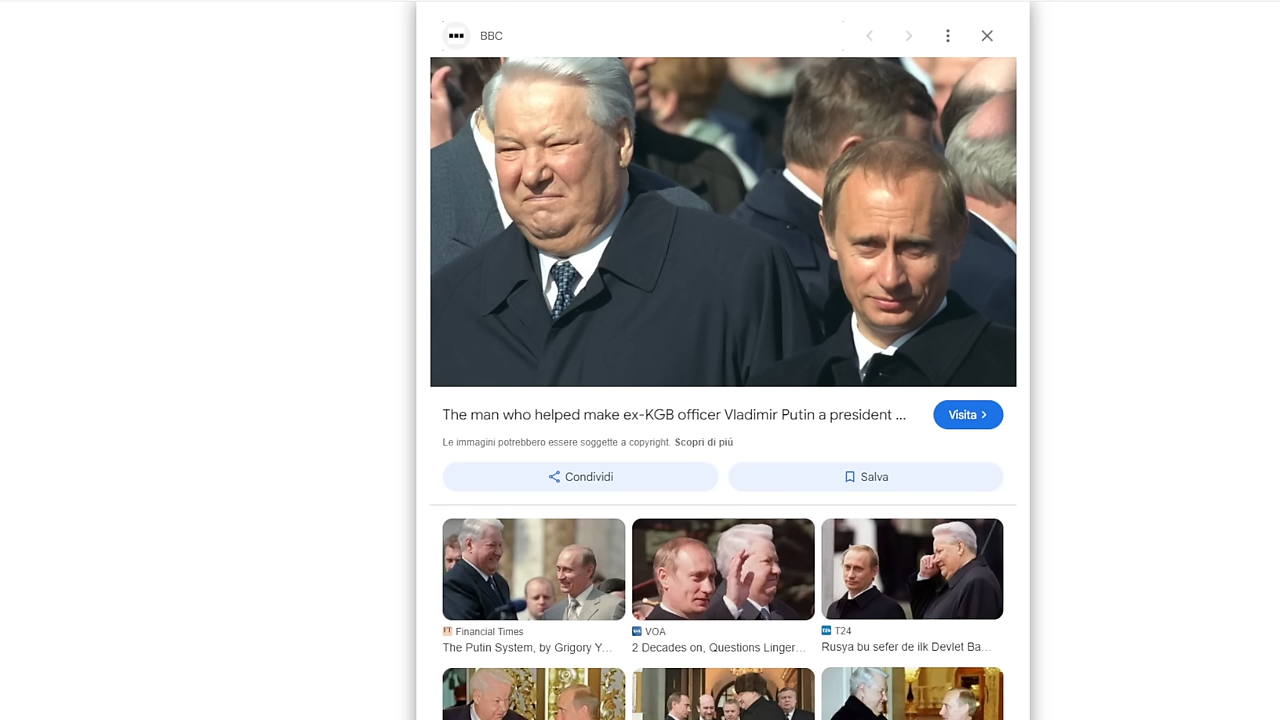 BBC
The man who helped make ex-KGB officer Vladimir Putin a president ...
Visita
Le immagini potrebbero essere soggette a copyright. Scopri di piú
Condividi
Salva
Financial Times
VOA
T24
The Putin System, by Grigory Y...
2 Decades on, Questions Linger...
Rusya bu sefer de ilk Devlet Ba...